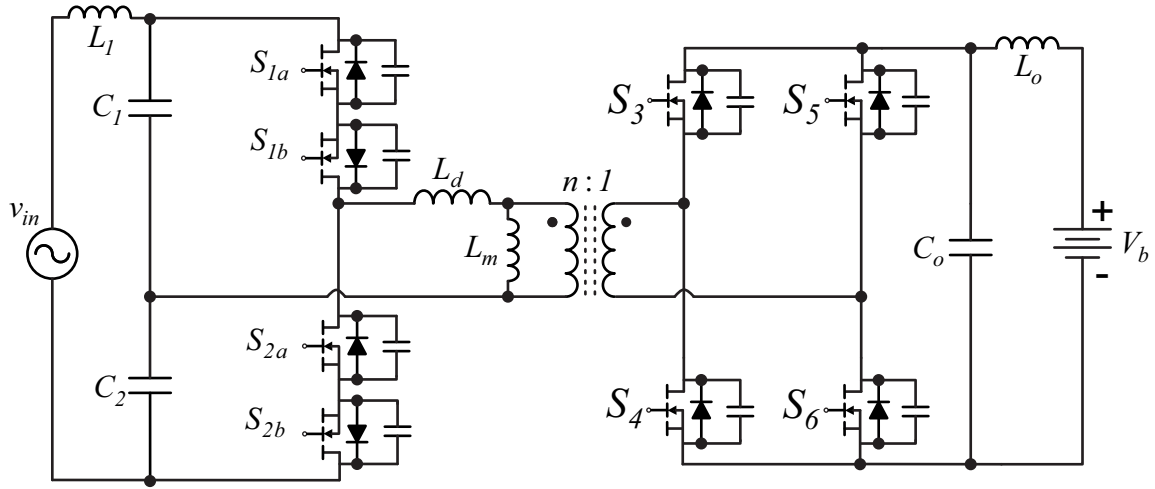 L1
S1a
C1
S1b
Ld
n : 1
vin
Lm
S2a
C2
S2b
S3
S5
Lo
Co
+
Vb
-
S4
S6